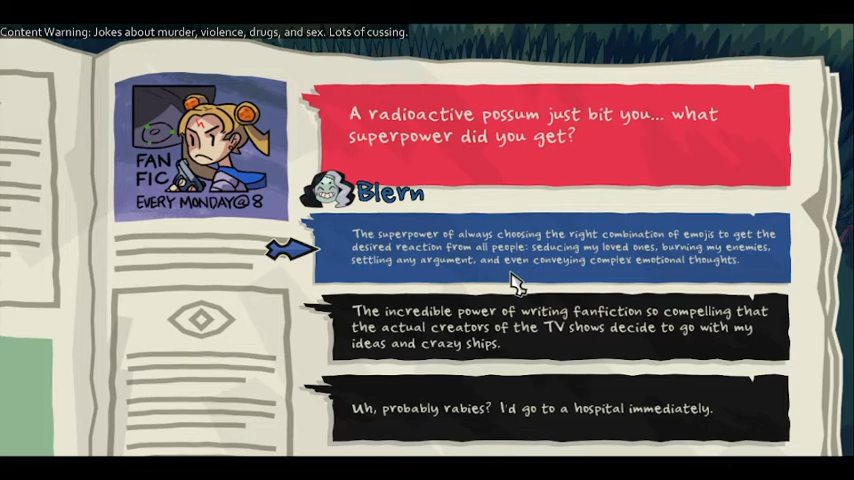 Content Warning: Jokes about murder, violence, drugs, and sex. Lots of cussing.
A radioactive possum just bit you... what
superpower did you get?
FAN
FIC
EVERY MONDAY@8
Blern
The superpower of always choosing the right combination of emojis to get the
desired reaction from all people: seducing my loved ones, burning my enemies,
settling any argument, and even conveying complex emotional thoughts.
The incredible power of writing fanfiction so compelling that
the actual creators of the TV shows decide to go with my
ideas and crazy ships.
Uh, probably rabies? I'd go to a hospital immediately.